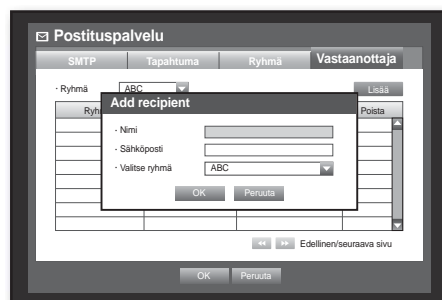 Postituspalvelu
SMTP Tapahtuma Ryhmä Vastaanottaja
· Ryhmä ABC Lisää
Ryh Poista
Add recipient
· Nimi
· Sähköposti
· Valitse ryhmä ABC
OK Peruuta
Edellinen/seuraava sivu
OK Peruuta